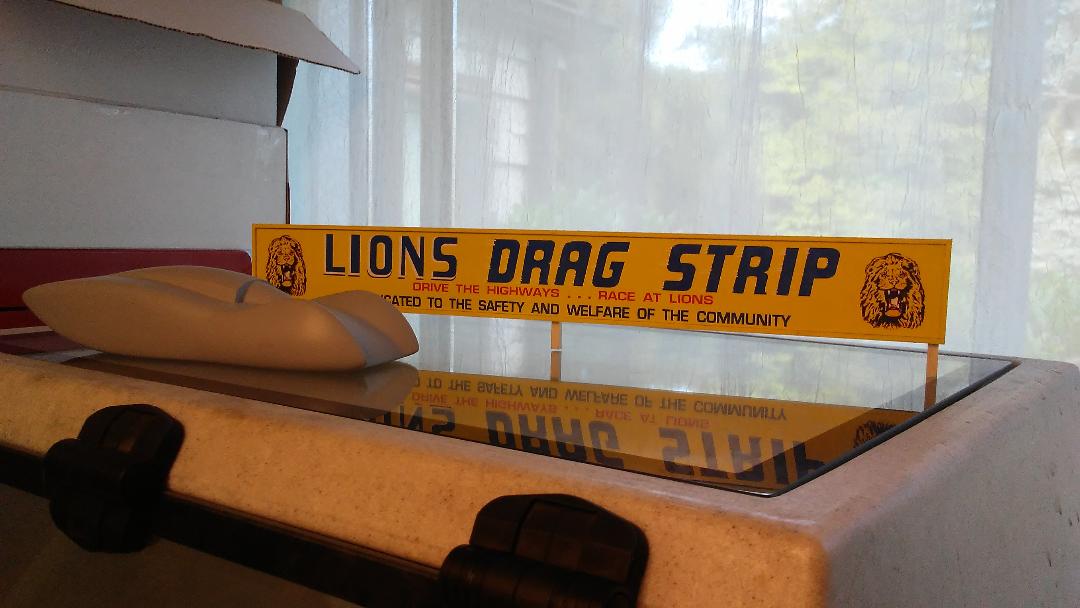 LIONS DRAG STRIP
DRIVE THE HIGHWAYS . . . RACE AT LIONS
TO THE SAFETY AND WELFARE OF THE COMMUNITY